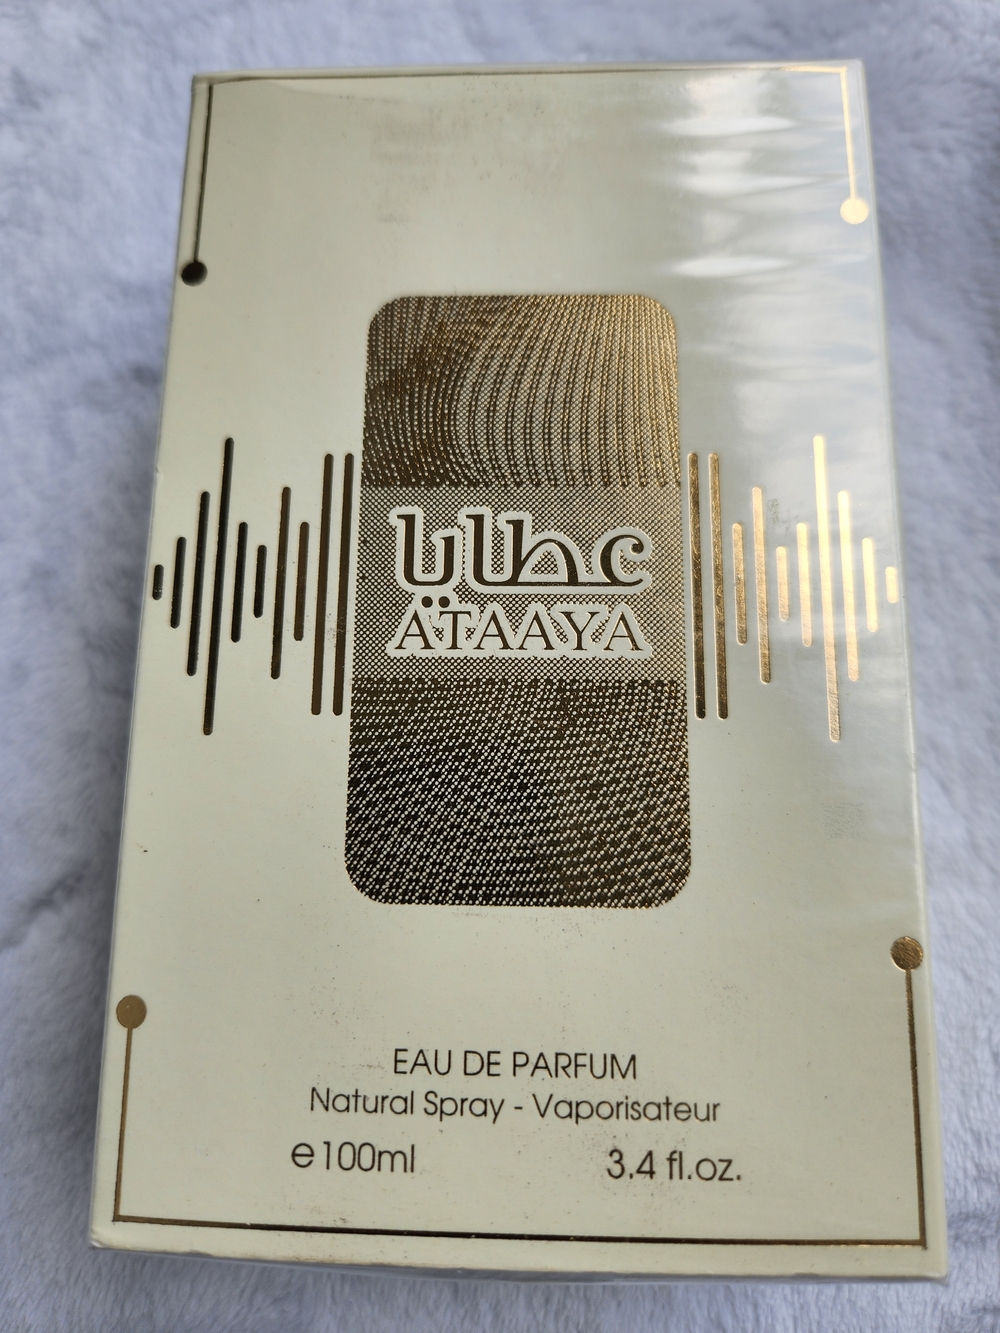 عطايا
ÄTAAYA
EAU DE PARFUM
Natural Spray - Vaporisateur
e100ml 3.4 fl.oz.